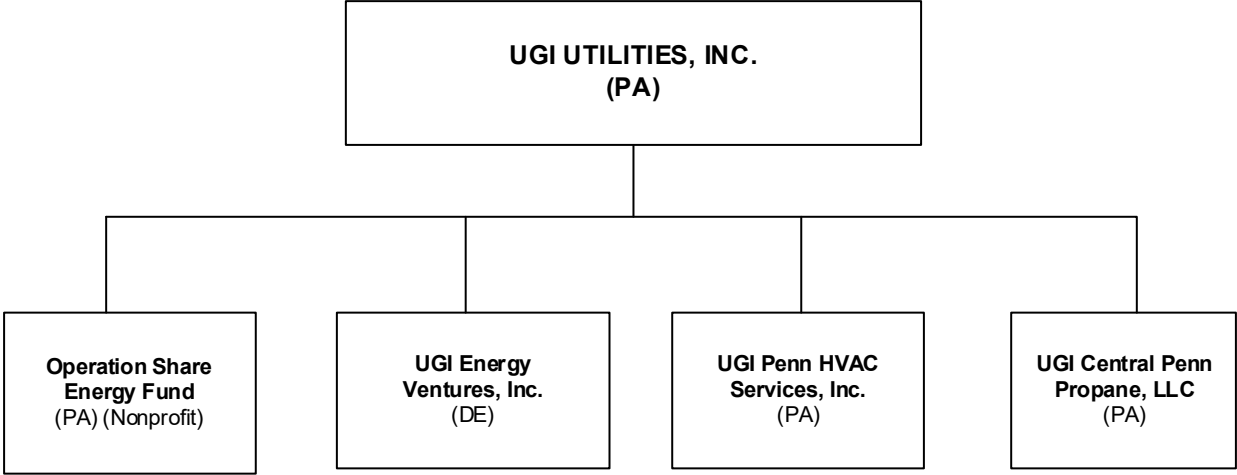 UGI UTILITIES, INC.
(PA)
Operation Share
Energy Fund
(PA) (Nonprofit)
UGI Energy
Ventures, Inc.
(DE)
UGI Penn HVAC
Services, Inc.
(PA)
UGI Central Penn
Propane, LLC
(PA)